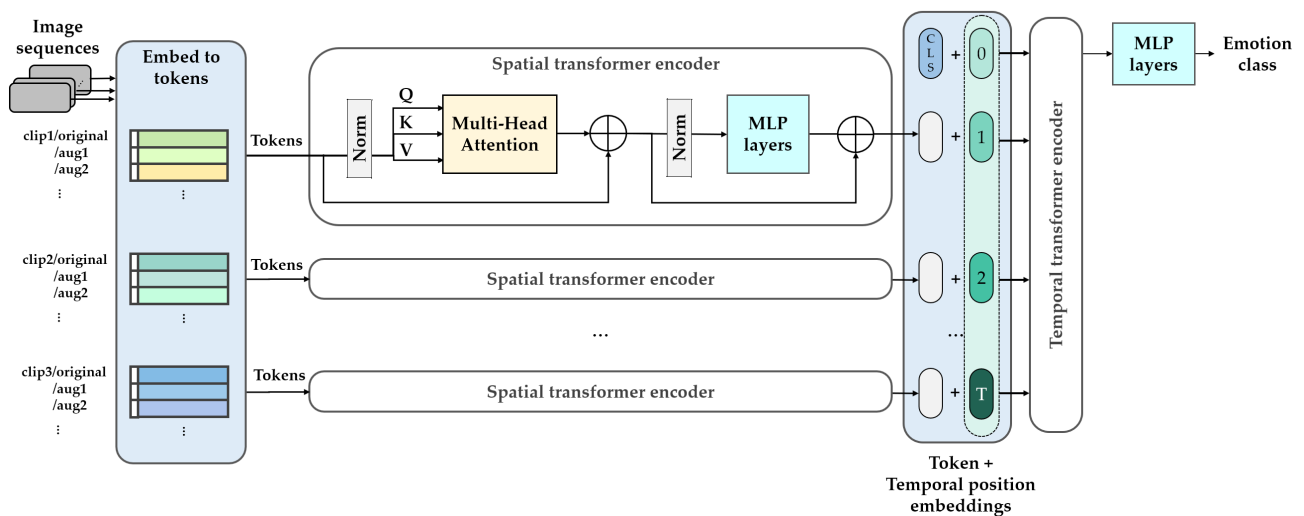 Image
sequences
Embed to
tokens
clip1/original
/aug1
/aug2
...
...
Tokens
Spatial transformer encoder
Norm
Q
K
V
Multi-Head
Attention
Norm
MLP
layers
clip2/original
/aug1
/aug2
...
...
Tokens
Spatial transformer encoder
...
clip3/original
/aug1
/aug2
...
...
Tokens
Spatial transformer encoder
CLS + 0
+ 1
+ 2
...
+ T
Token +
Temporal position
embeddings
Temporal transformer encoder
MLP
layers
Emotion
class